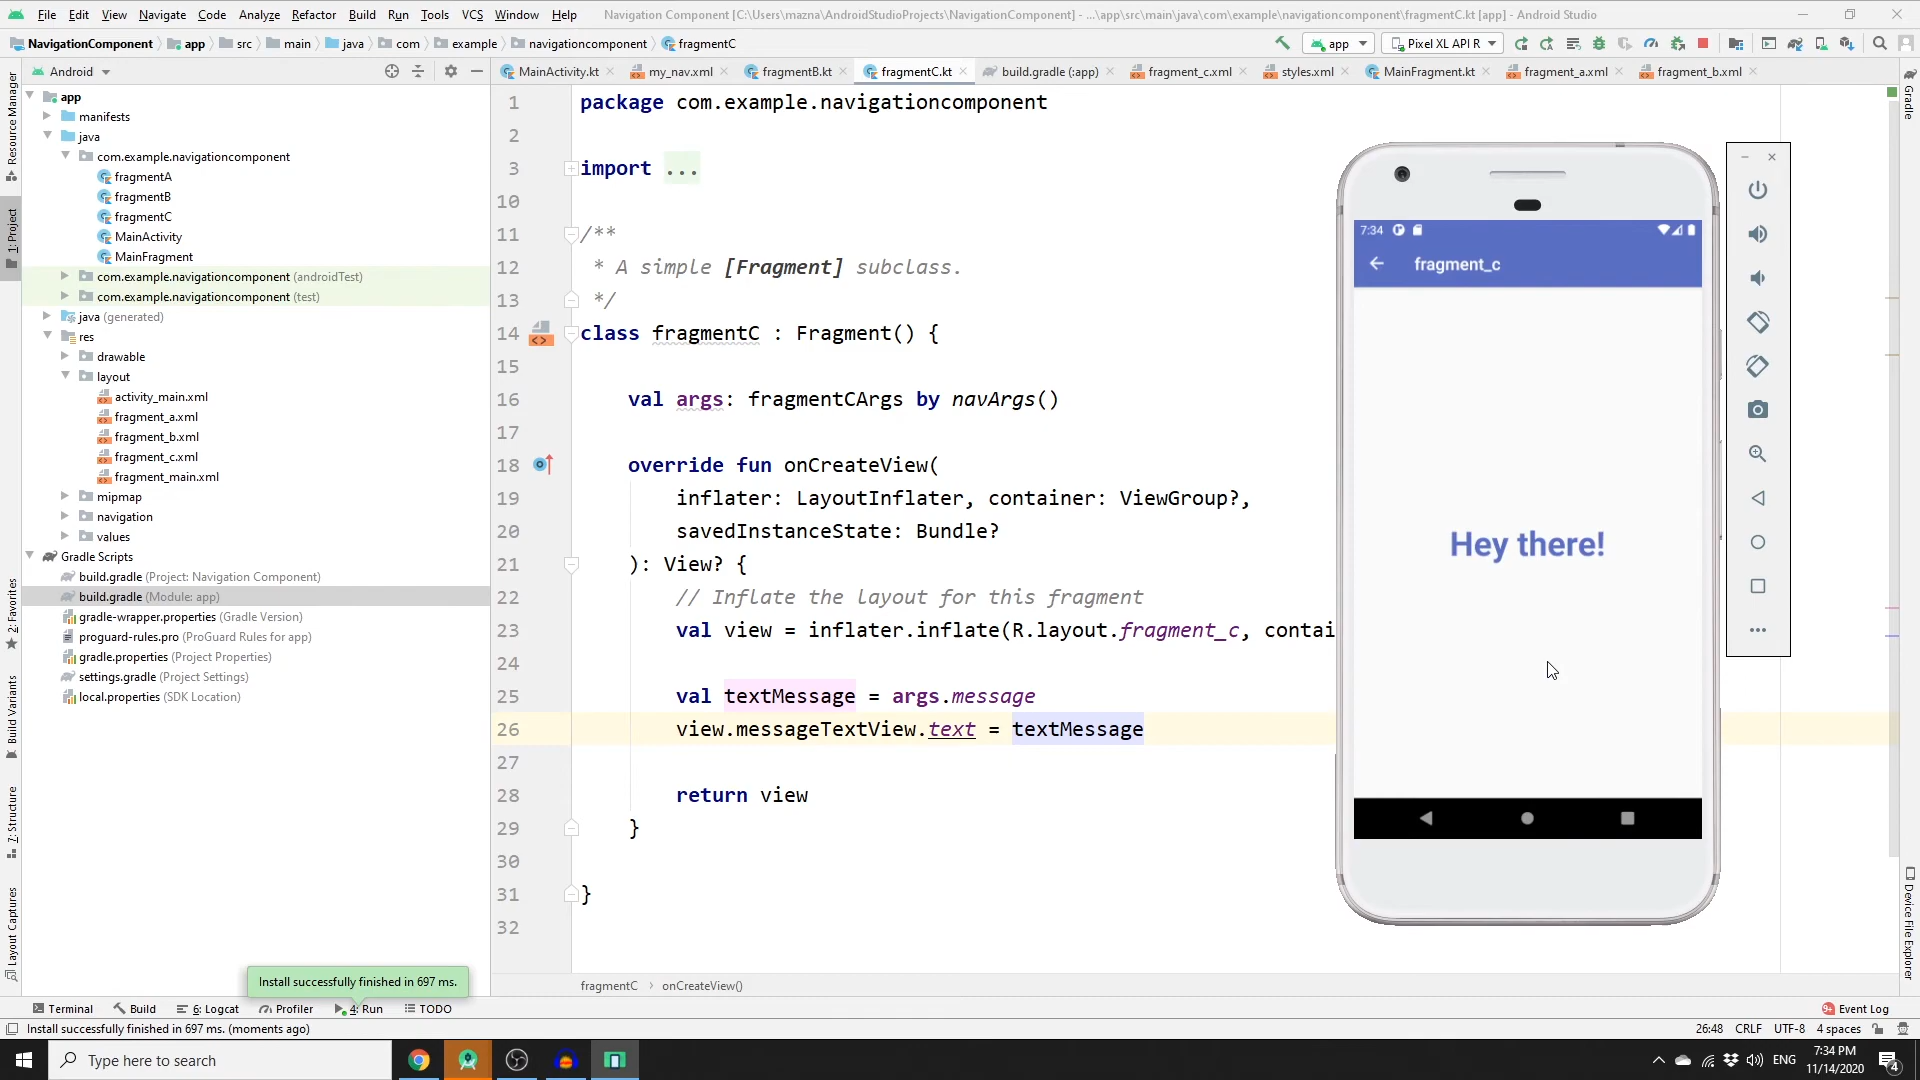 File Edit View Navigate Code Analyze Refactor Build Run Tools VCS Window Help Navigation Component [C:\Users\mazna\AndroidStudioProjects\NavigationComponent] - ...\app\src\main\java\com\example\navigationcomponent\fragmentC.kt [app] - Android Studio
NavigationComponent app src main java com example navigationcomponent fragmentC app Pixel XL API R
Android
MainActivity.kt my_nav.xml fragmentB.kt fragmentC.kt build.gradle (:app) fragment_c.xml styles.xml MainFragment.kt fragment_a.xml fragment_b.xml
Resource Manager
1: Project
2: Favorites
Build Variants
7: Structure
Layout Captures
app
manifests
java
com.example.navigationcomponent
fragmentA
fragmentB
fragmentC
MainActivity
MainFragment
com.example.navigationcomponent (androidTest)
com.example.navigationcomponent (test)
java (generated)
res
drawable
layout
activity_main.xml
fragment_a.xml
fragment_b.xml
fragment_c.xml
fragment_main.xml
mipmap
navigation
values
Gradle Scripts
build.gradle (Project: Navigation Component)
build.gradle (Module: app)
gradle-wrapper.properties (Gradle Version)
proguard-rules.pro (ProGuard Rules for app)
gradle.properties (Project Properties)
settings.gradle (Project Settings)
local.properties (SDK Location)
1 package com.example.navigationcomponent
2
3 import ...
10
11 /**
12 * A simple [Fragment] subclass.
13 */
14 class fragmentC : Fragment() {
15
16 val args: fragmentCArgs by navArgs()
17
18 override fun onCreateView(
19 inflater: LayoutInflater, container: ViewGroup?,
20 savedInstanceState: Bundle?
21 ): View? {
22 // Inflate the layout for this fragment
23 val view = inflater.inflate(R.layout.fragment_c, contai
24
25 val textMessage = args.message
26 view.messageTextView.text = textMessage
27
28 return view
29 }
30
31 }
32
7:34
fragment_c
Hey there!
Gradle
Device File Explorer
fragmentC › onCreateView()
Install successfully finished in 697 ms.
Terminal Build 6: Logcat Profiler 4: Run TODO Event Log
Install successfully finished in 697 ms. (moments ago) 26:48 CRLF UTF-8 4 spaces
Type here to search
ENG
7:34 PM
11/14/2020
4